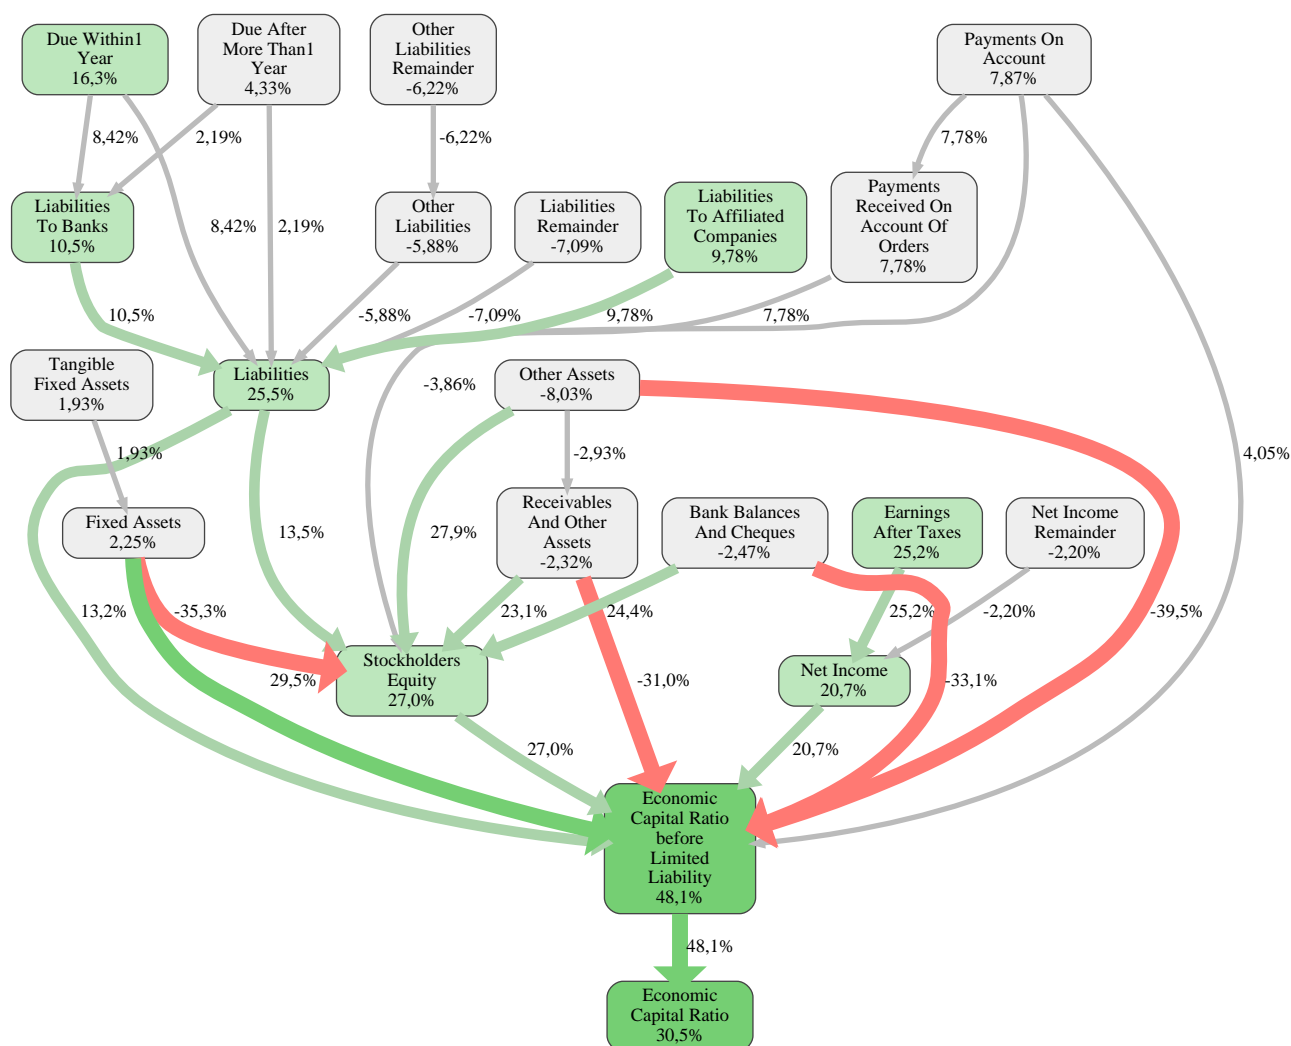 Due Within1
Year
16,3%
Due After
More Than1
Year
4,33%
Other
Liabilities
Remainder
-6,22%
Payments On
Account
7,87%
8,42%
2,19%
-6,22%
7,78%
Liabilities
To Banks
10,5%
8,42%
2,19%
Other
Liabilities
-5,88%
Liabilities
Remainder
-7,09%
Liabilities
To Affiliated
Companies
9,78%
Payments
Received On
Account Of
Orders
7,78%
10,5%
-5,88%
-7,09%
9,78%
7,78%
Tangible
Fixed Assets
1,93%
Liabilities
25,5%
-3,86%
Other Assets
-8,03%
1,93%
-2,93%
4,05%
Fixed Assets
2,25%
13,5%
27,9%
Receivables
And Other
Assets
-2,32%
Bank Balances
And Cheques
-2,47%
Earnings
After Taxes
25,2%
Net Income
Remainder
-2,20%
13,2%
-35,3%
23,1%
24,4%
25,2%
-2,20%
-39,5%
29,5%
Stockholders
Equity
27,0%
-31,0%
Net Income
20,7%
-33,1%
27,0%
20,7%
Economic
Capital Ratio
before
Limited
Liability
48,1%
48,1%
Economic
Capital Ratio
30,5%